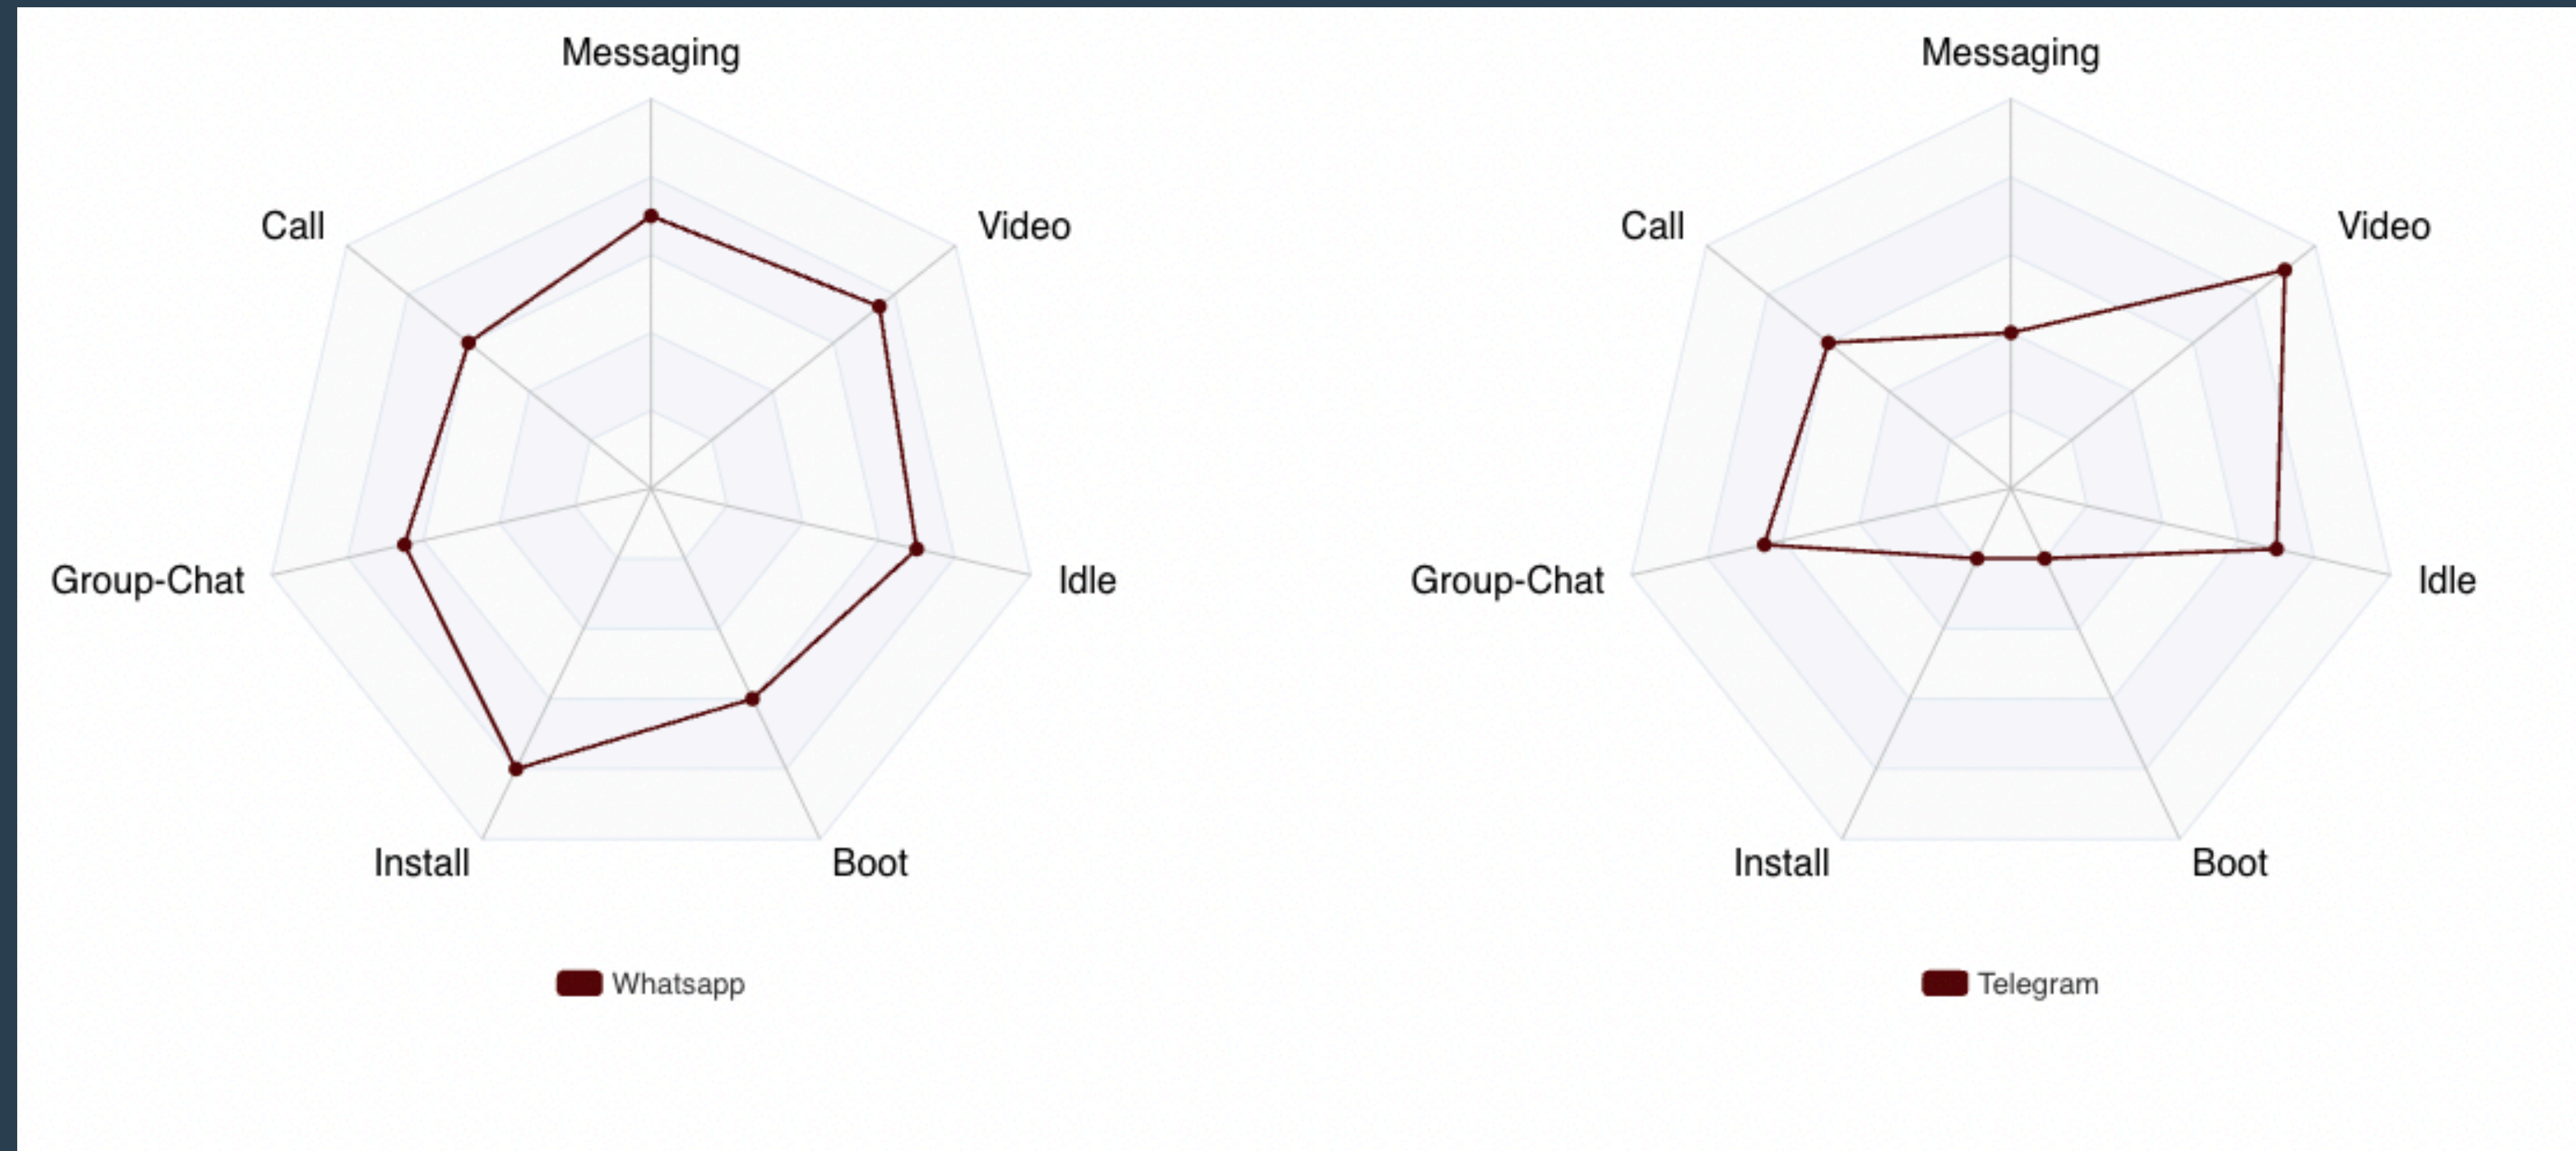 Messaging
Call
Video
Group-Chat
Idle
Install
Boot
Whatsapp
Messaging
Call
Video
Group-Chat
Idle
Install
Boot
Telegram